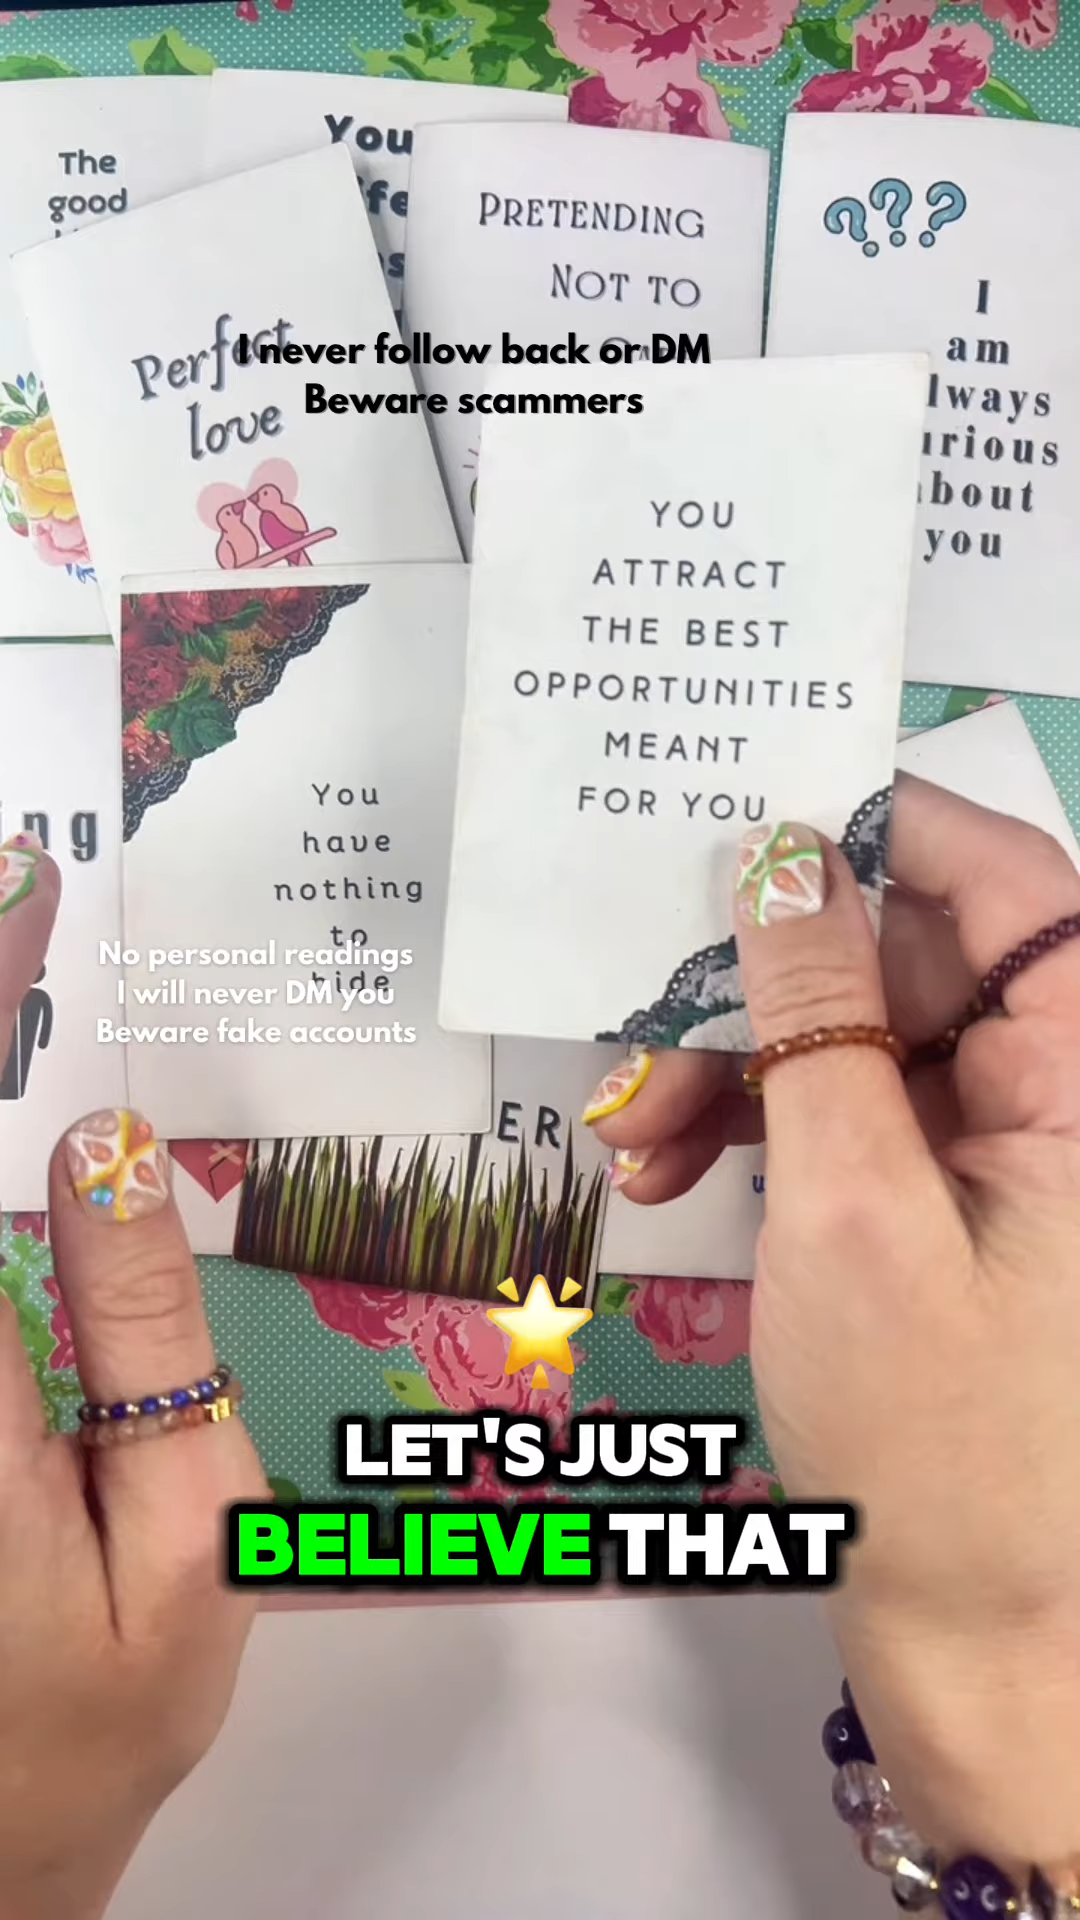 The
good
You
PRETENDING
NOT TO
???
I
am
always
curious
about
you
Perfect
love
I never follow back or DM
Beware scammers
YOU
ATTRACT
THE BEST
OPPORTUNITIES
MEANT
FOR YOU
You
have
nothing
to
hide
No personal readings
I will never DM you
Beware fake accounts
LET'S JUST
BELIEVE THAT